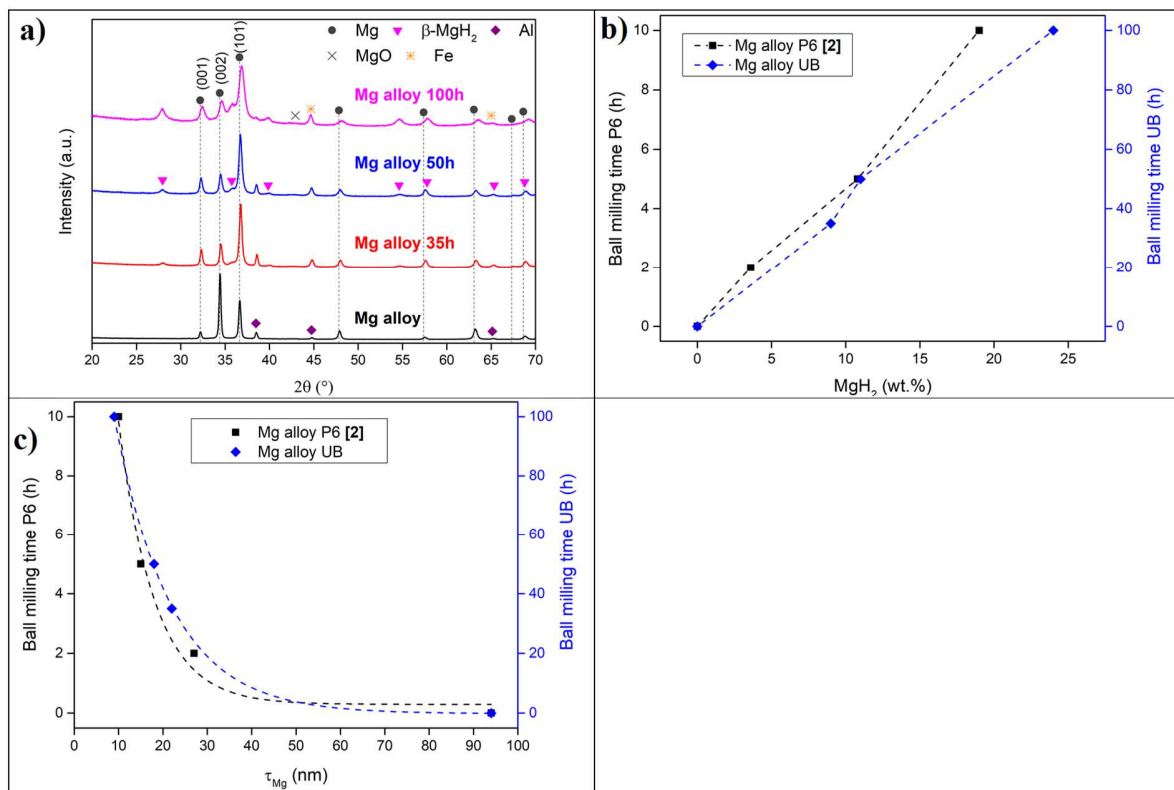 a)
Mg β-MgH₂ Al
MgO Fe
(001)
(002)
(101)
Mg alloy 100h
Mg alloy 50h
Mg alloy 35h
Mg alloy
Intensity (a.u.)
20 25 30 35 40 45 50 55 60 65 70
2θ (°)
b)
Mg alloy P6 [2]
Mg alloy UB
Ball milling time P6 (h)
10
8
6
4
2
0
Ball milling time UB (h)
100
80
60
40
20
0
0 5 10 15 20 25
MgH₂ (wt.%)
c)
Mg alloy P6 [2]
Mg alloy UB
Ball milling time P6 (h)
10
8
6
4
2
0
Ball milling time UB (h)
100
80
60
40
20
0
0 10 20 30 40 50 60 70 80 90 100
τMg (nm)